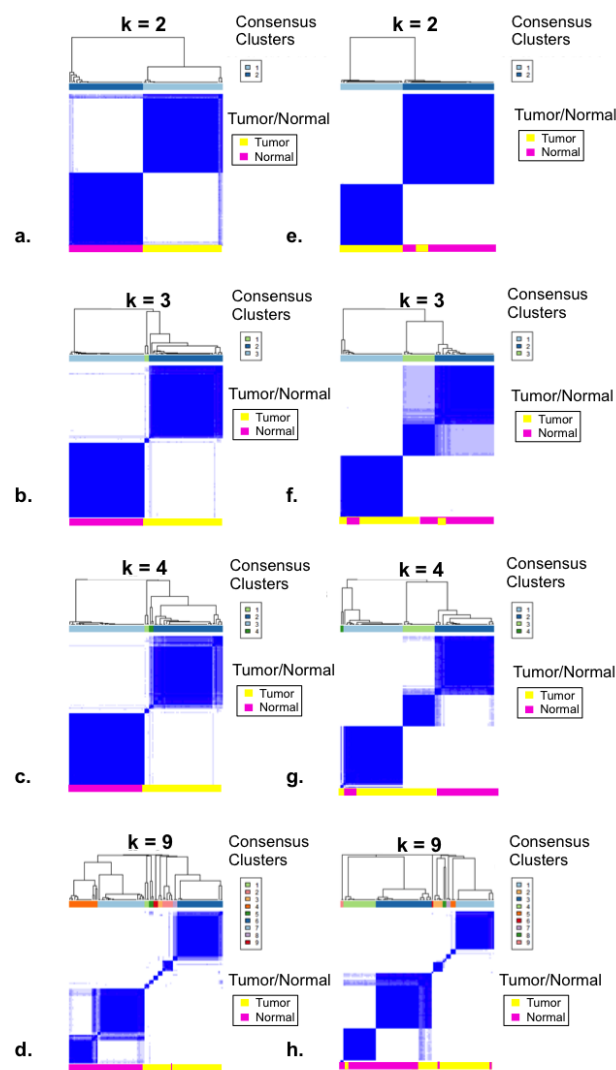 k = 2
Consensus
Clusters
1
2
Tumor/Normal
Tumor
Normal
a.
k = 2
Consensus
Clusters
1
2
Tumor/Normal
Tumor
Normal
e.
k = 3
Consensus
Clusters
1
2
3
Tumor/Normal
Tumor
Normal
b.
k = 3
Consensus
Clusters
1
2
3
Tumor/Normal
Tumor
Normal
f.
k = 4
Consensus
Clusters
1
2
3
4
Tumor/Normal
Tumor
Normal
c.
k = 4
Consensus
Clusters
1
2
3
4
Tumor/Normal
Tumor
Normal
g.
k = 9
Consensus
Clusters
1
2
3
4
5
6
7
8
9
Tumor/Normal
Tumor
Normal
d.
k = 9
Consensus
Clusters
1
2
3
4
5
6
7
8
9
Tumor/Normal
Tumor
Normal
h.